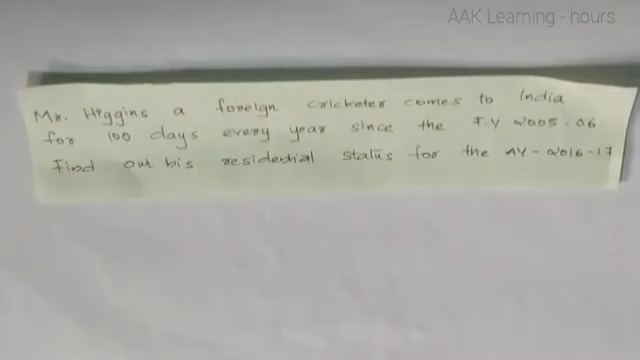 AAK Learning - hours
Mr. Higgins a foreign cricketer comes to India
for 100 days every year since the F.Y 2005-06.
Find out his residential status for the AY-2016-17